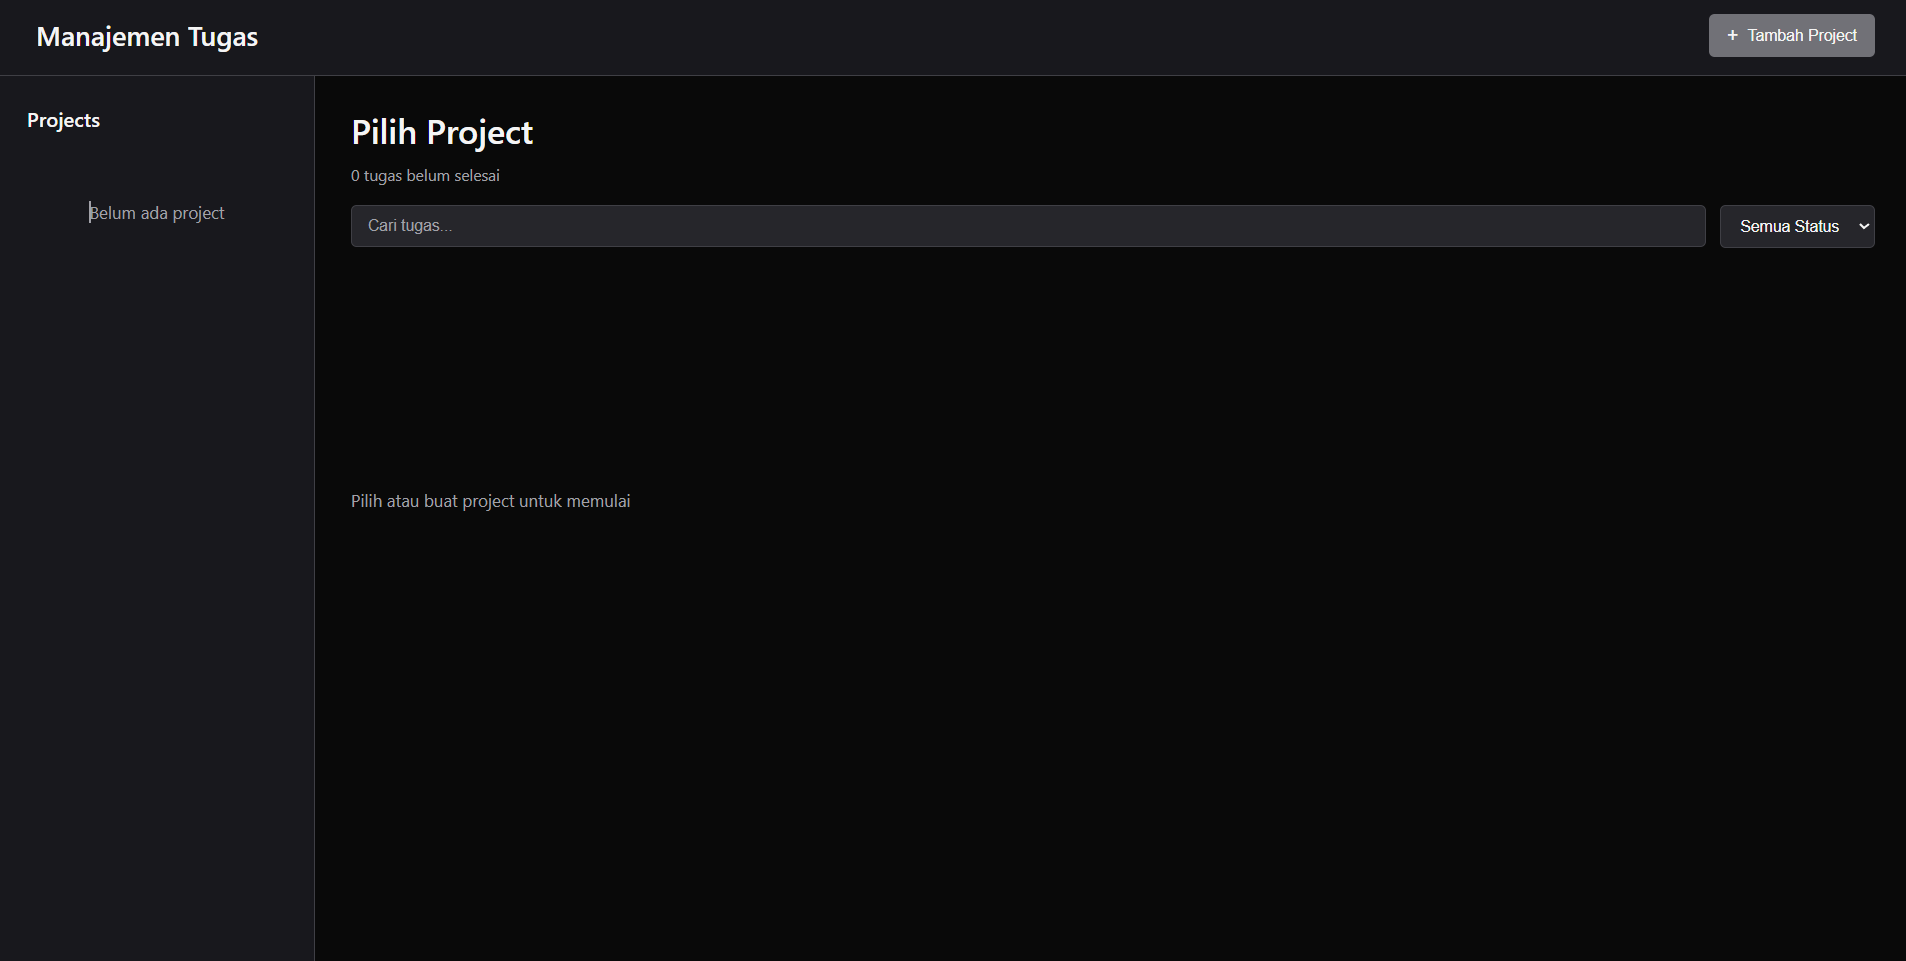 Manajemen Tugas
+ Tambah Project
Projects
Belum ada project
Pilih Project
0 tugas belum selesai
Cari tugas...
Semua Status
Pilih atau buat project untuk memulai